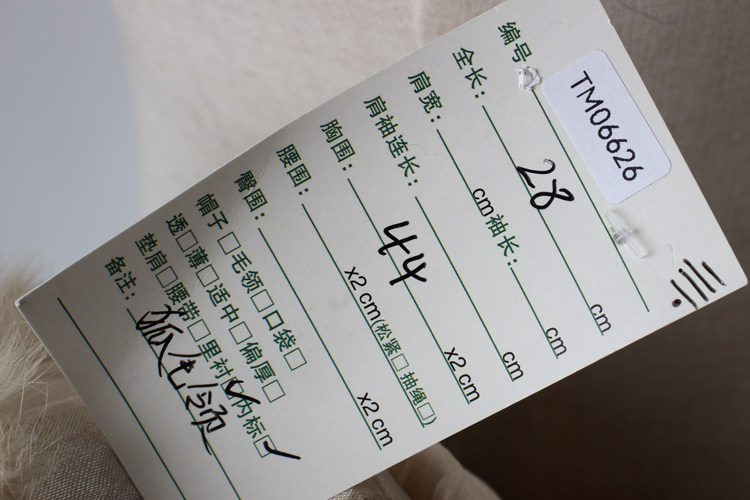 编号 TM06626
全长: 28 cm
肩宽: cm 袖长: cm
肩袖连长: cm
胸围: 44 x2 cm
腰围: x2 cm(松紧□ 抽绳□)
臀围: x2 cm
帽子□ 毛领□ 口袋□
透□ 薄□ 适中□ 偏厚□
垫肩□ 腰带□ 里衬☑ 内标☑
备注: 狐毛领